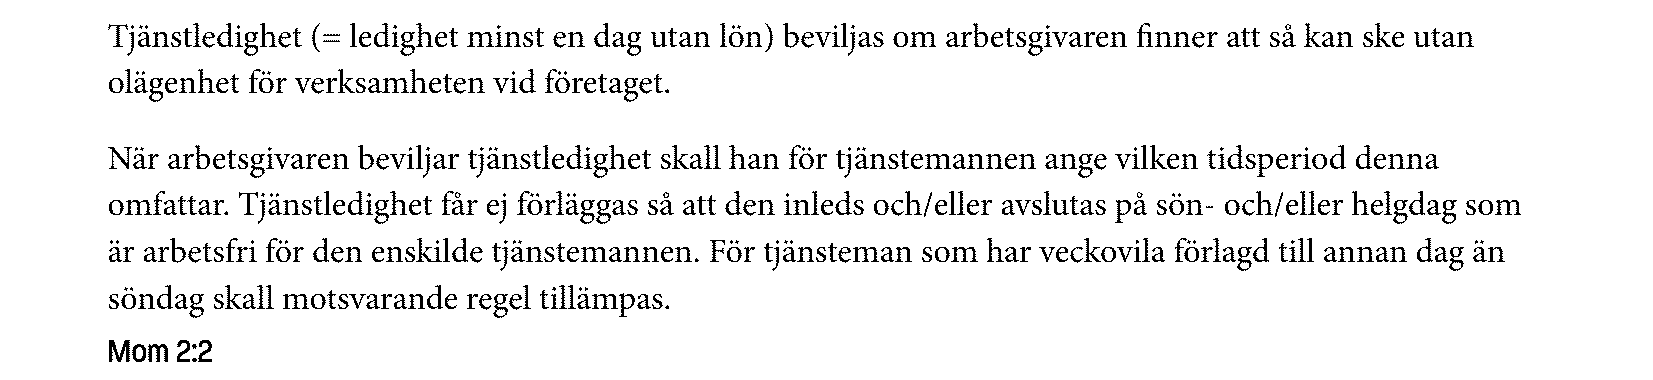 Tjänstledighet (= ledighet minst en dag utan lön) beviljas om arbetsgivaren finner att så kan ske utan
olägenhet för verksamheten vid företaget.
När arbetsgivaren beviljar tjänstledighet skall han för tjänstemannen ange vilken tidsperiod denna
omfattar. Tjänstledighet får ej förläggas så att den inleds och/eller avslutas på sön- och/eller helgdag som
är arbetsfri för den enskilde tjänstemannen. För tjänsteman som har veckovila förlagd till annan dag än
söndag skall motsvarande regel tillämpas.
Mom 2:2